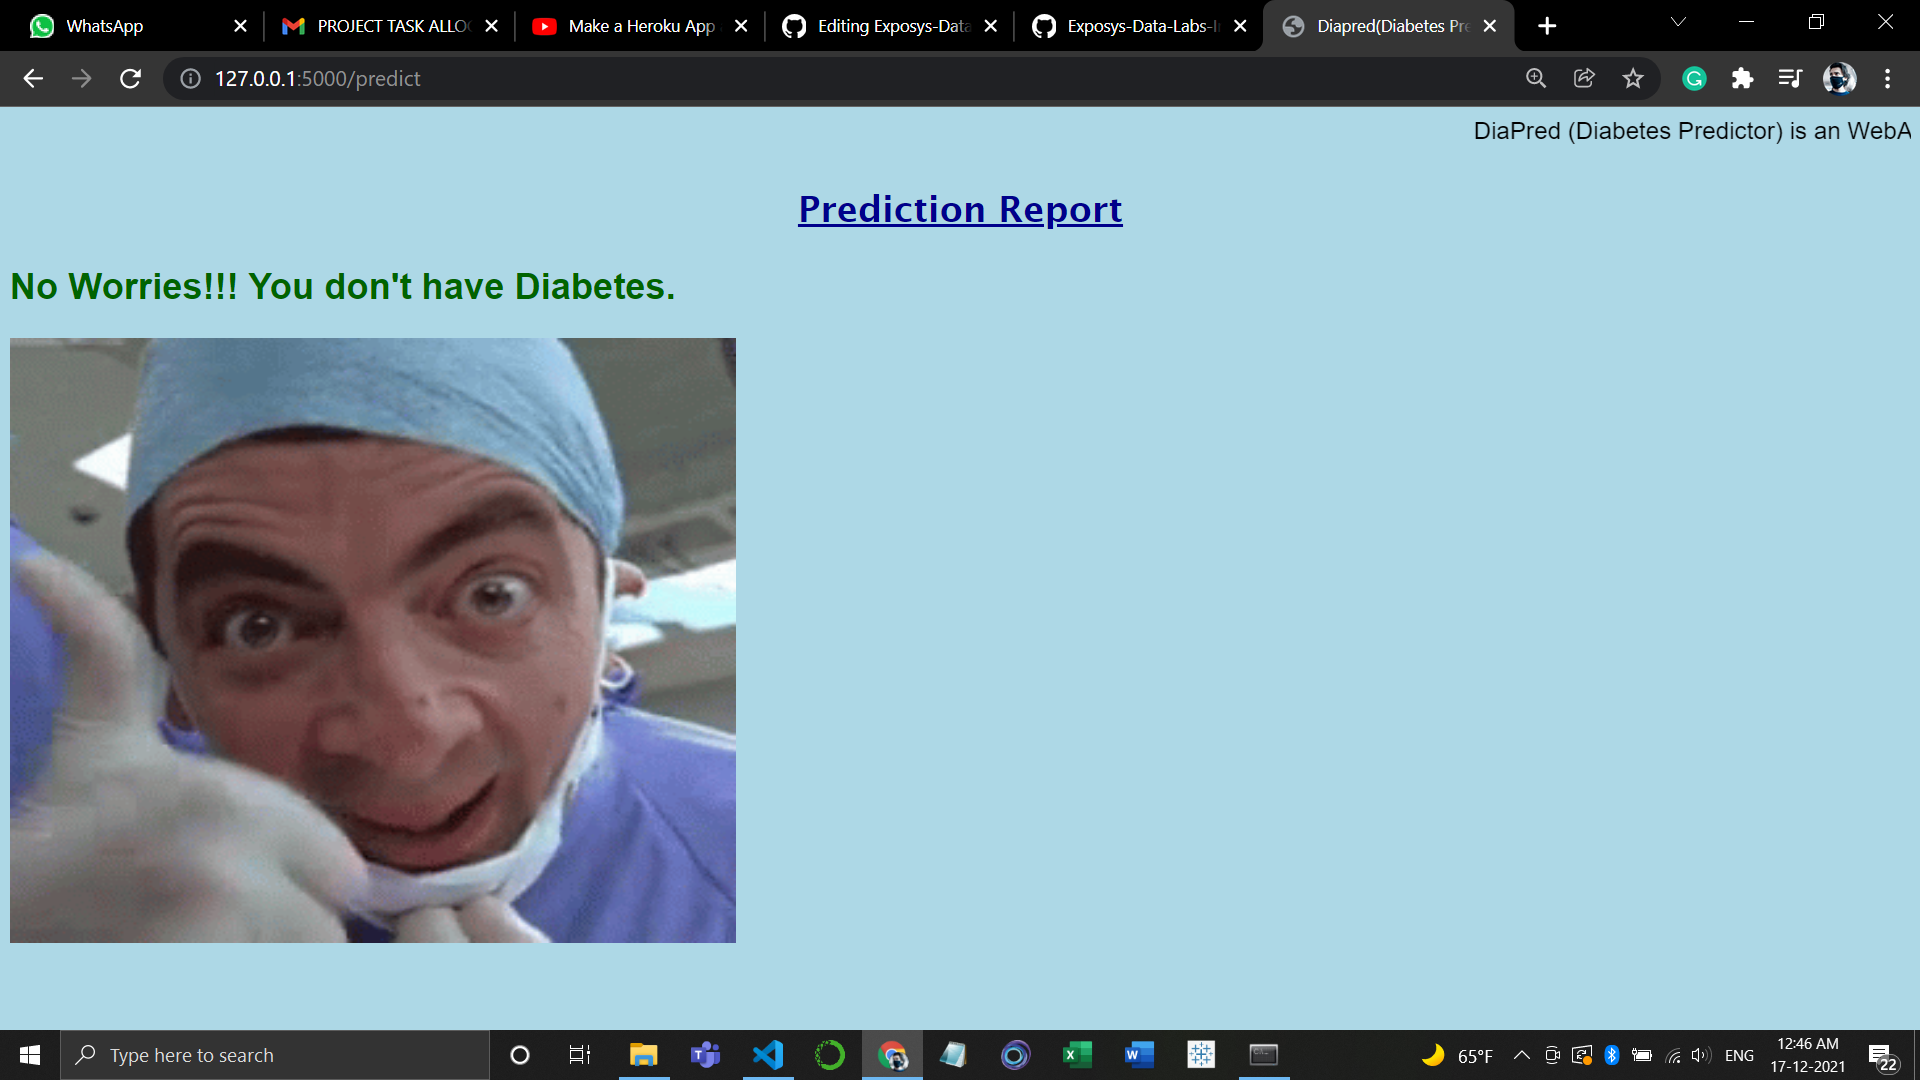 WhatsApp
PROJECT TASK ALLO
Make a Heroku App
Editing Exposys-Data
Exposys-Data-Labs-I
Diapred(Diabetes Pre
127.0.0.1:5000/predict
DiaPred (Diabetes Predictor) is an WebA
Prediction Report
No Worries!!! You don't have Diabetes.
Type here to search
65°F
ENG
12:46 AM
17-12-2021
22